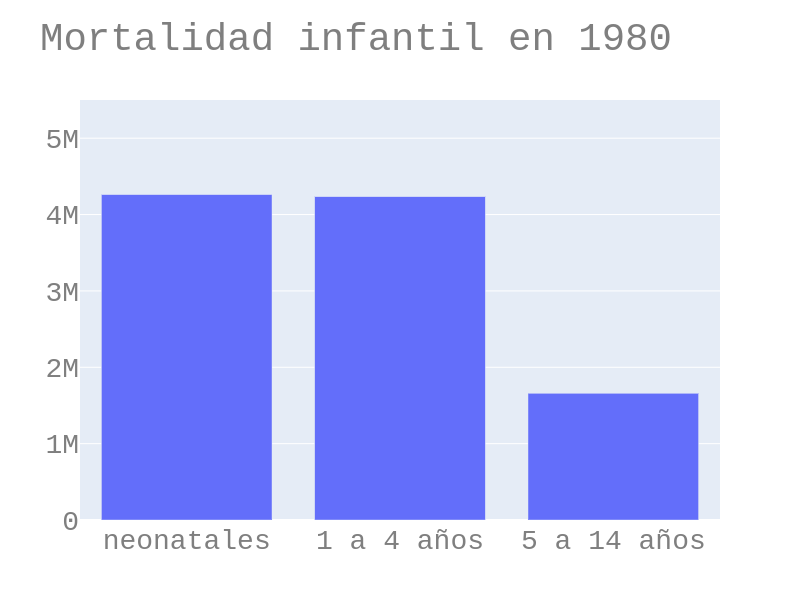 Mortalidad infantil en 1980
5M
4M
3M
2M
1M
0
neonatales 1 a 4 años 5 a 14 años